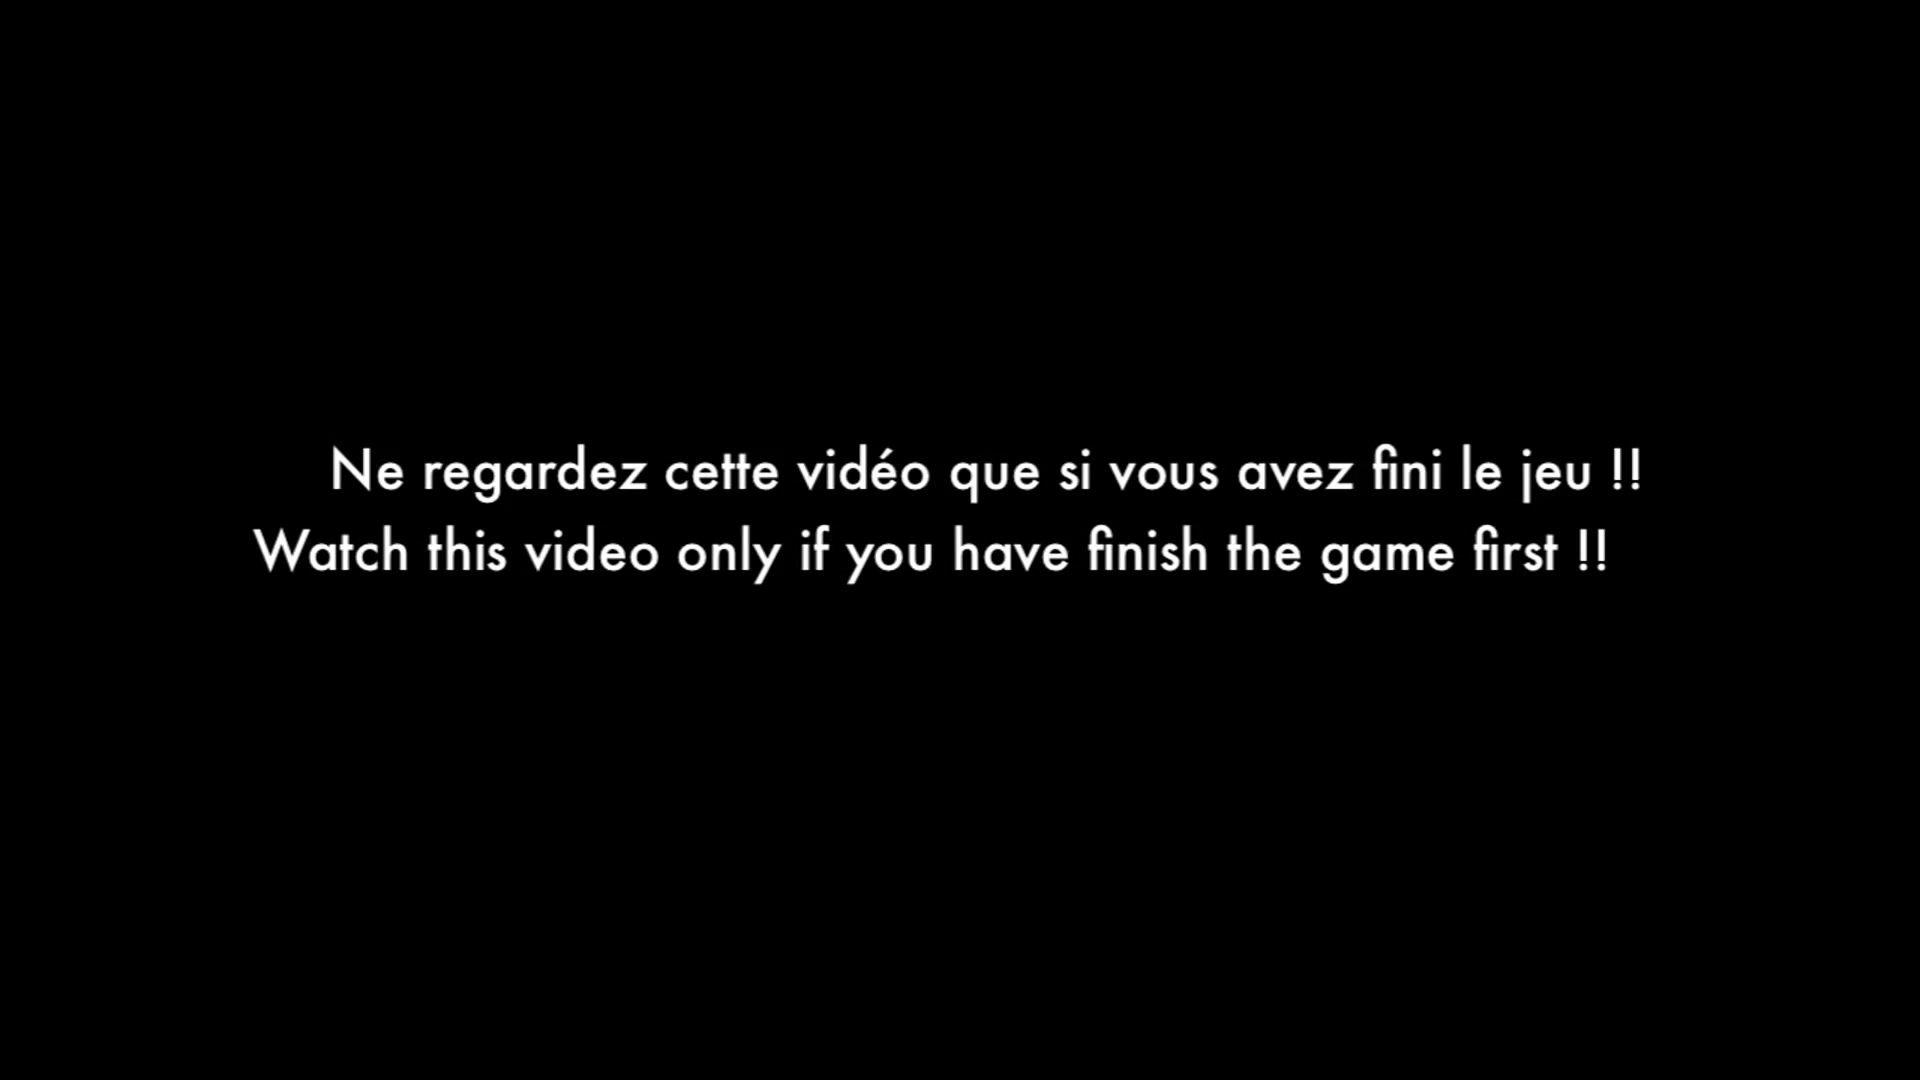 Ne regardez cette vidéo que si vous avez fini le jeu !!
Watch this video only if you have finish the game first !!